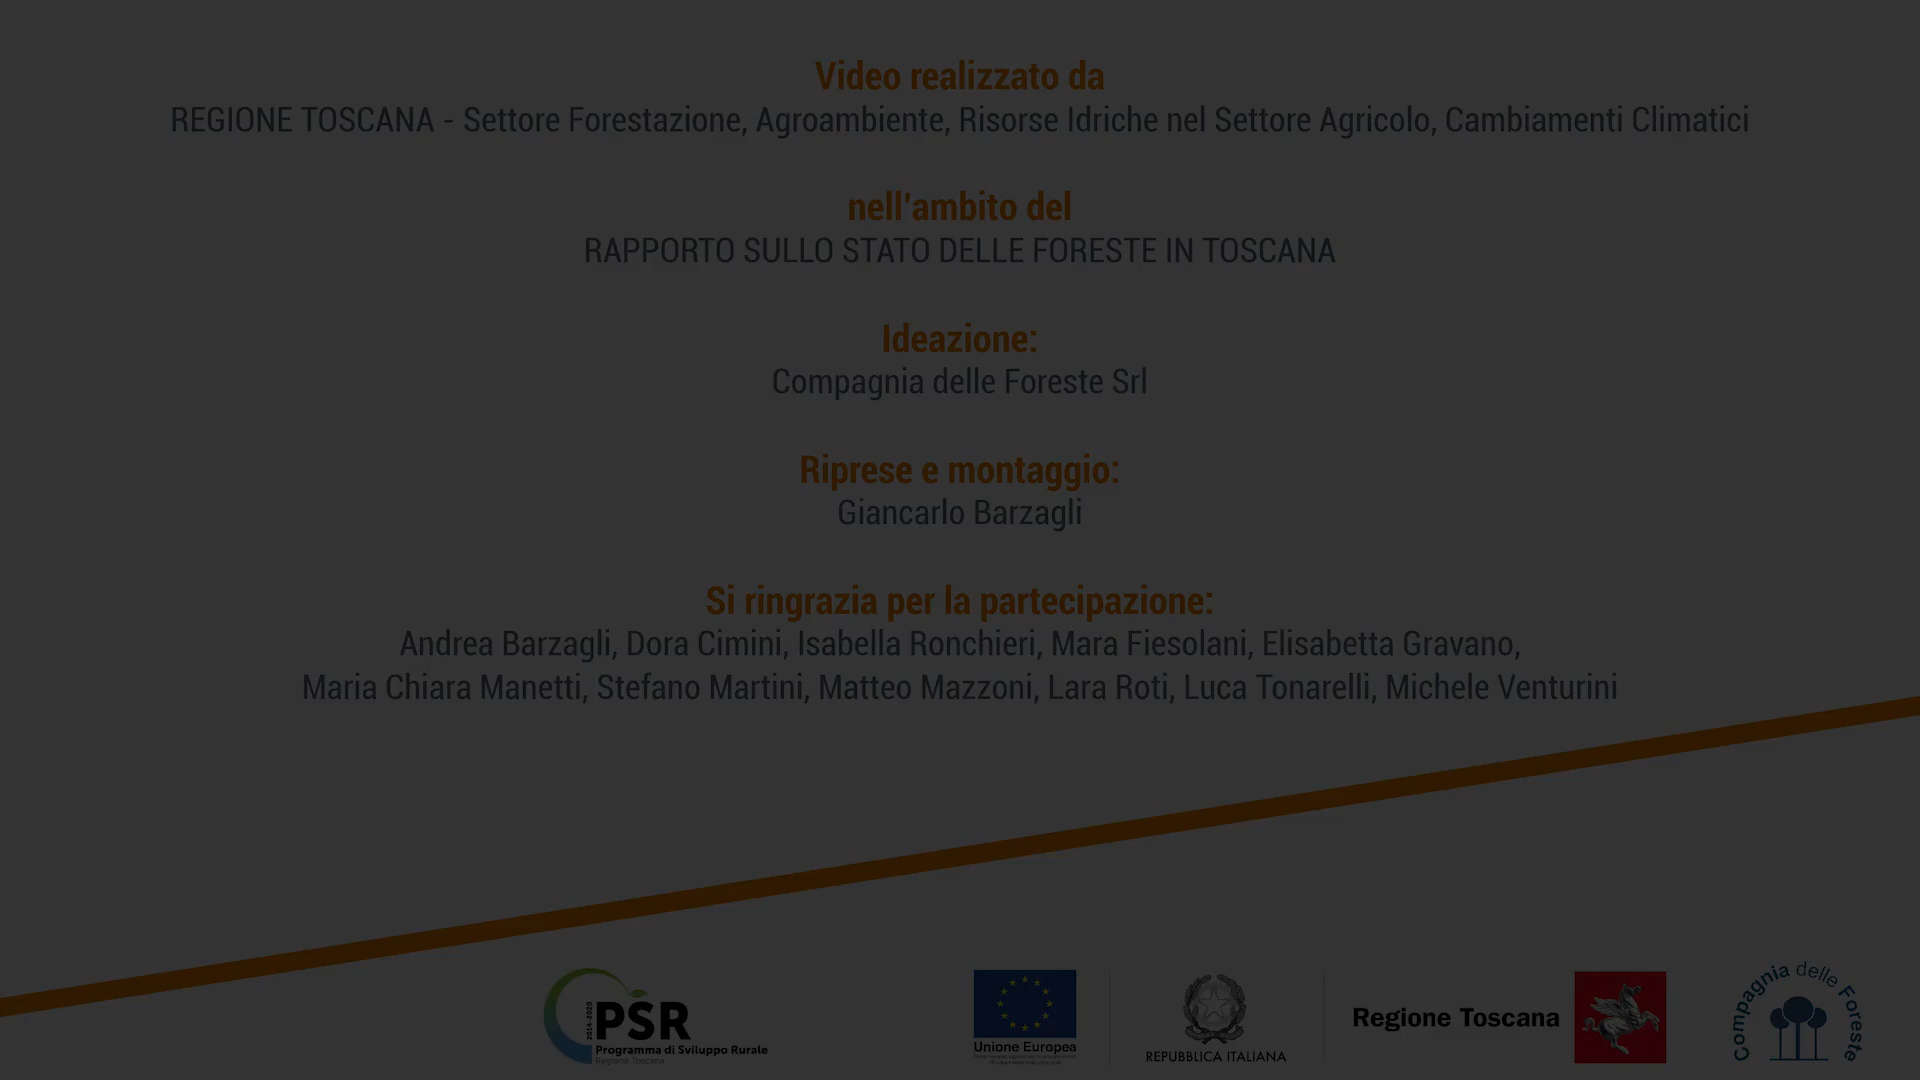 Video realizzato da
REGIONE TOSCANA - Settore Forestazione, Agroambiente, Risorse Idriche nel Settore Agricolo, Cambiamenti Climatici
nell'ambito del
RAPPORTO SULLO STATO DELLE FORESTE IN TOSCANA
Ideazione:
Compagnia delle Foreste Srl
Riprese e montaggio:
Giancarlo Barzagli
Si ringrazia per la partecipazione:
Andrea Barzagli, Dora Cimini, Isabella Ronchieri, Mara Fiesolani, Elisabetta Gravano,
Maria Chiara Manetti, Stefano Martini, Matteo Mazzoni, Lara Roti, Luca Tonarelli, Michele Venturini
2014-2020
PSR
Programma di Sviluppo Rurale
Regione Toscana
Unione Europea
REPUBBLICA ITALIANA
Regione Toscana
Compagnia delle Foreste